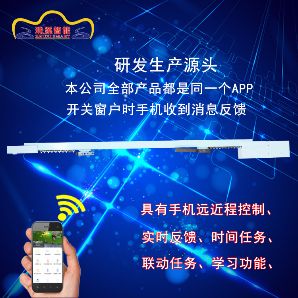 研发生产源头
本公司全部产品都是同一个APP
开关窗户时手机收到消息反馈
具有手机远近程控制、
实时反馈、时间任务、
联动任务、学习功能、